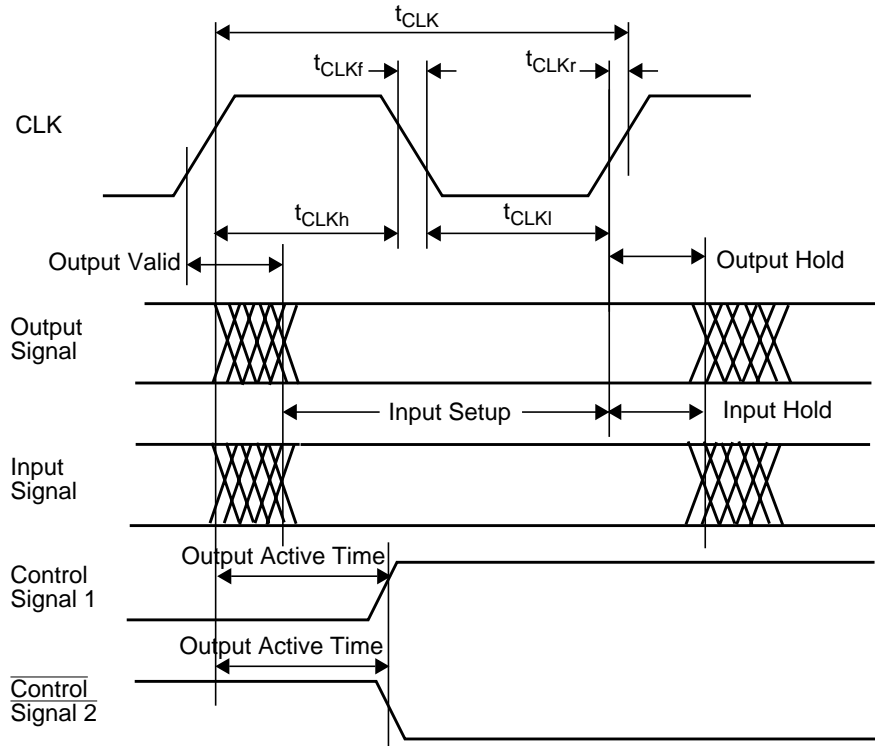 tCLK
tCLKf
tCLKr
CLK
tCLKh
tCLKl
Output Valid
Output Hold
Output
Signal
Input Setup
Input Hold
Input
Signal
Output Active Time
Control
Signal 1
Output Active Time
Control
Signal 2